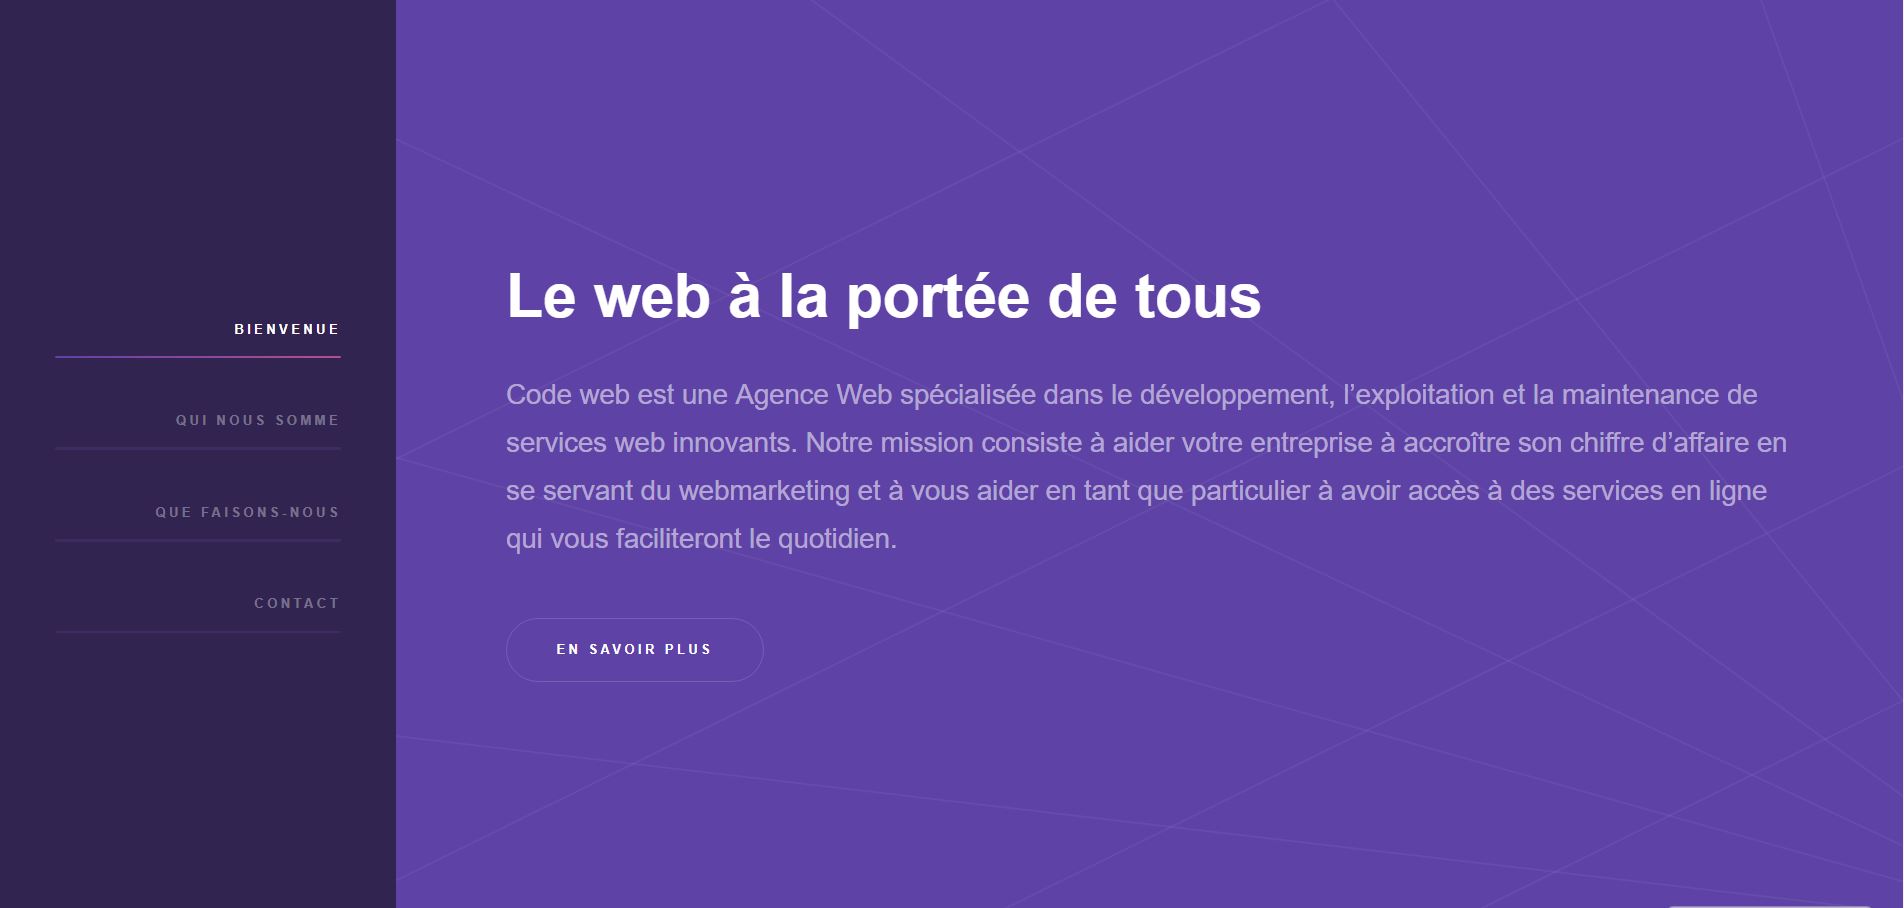 BIENVENUE
QUI NOUS SOMME
QUE FAISONS-NOUS
CONTACT
Le web à la portée de tous
Code web est une Agence Web spécialisée dans le développement, l’exploitation et la maintenance de
services web innovants. Notre mission consiste à aider votre entreprise à accroître son chiffre d’affaire en
se servant du webmarketing et à vous aider en tant que particulier à avoir accès à des services en ligne
qui vous faciliteront le quotidien.
EN SAVOIR PLUS